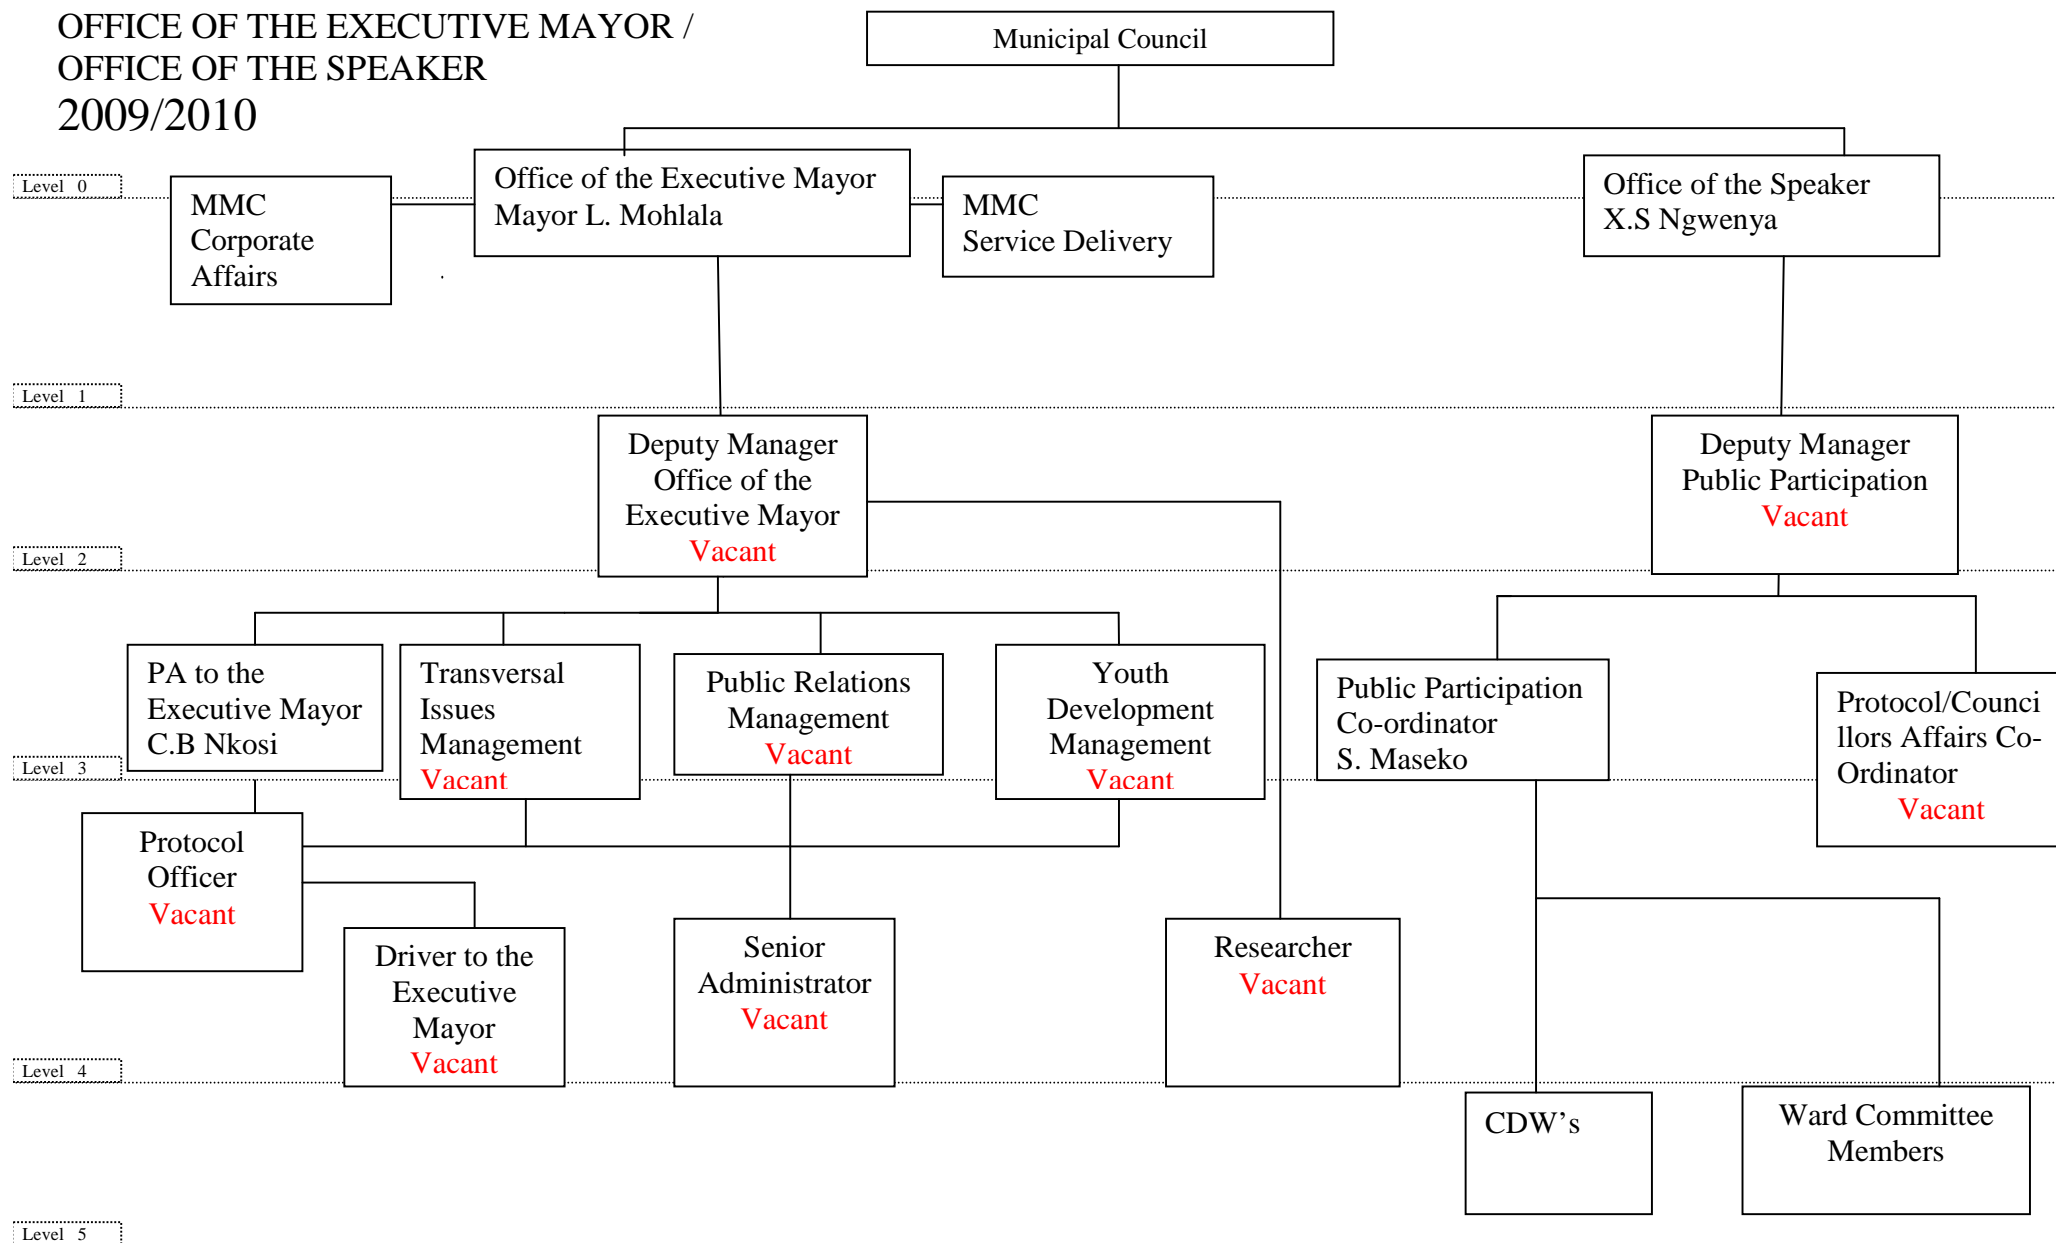 OFFICE OF THE EXECUTIVE MAYOR /
OFFICE OF THE SPEAKER
2009/2010
Municipal Council
Level 0
MMC
Corporate
Affairs
Office of the Executive Mayor
Mayor L. Mohlala
MMC
Service Delivery
Office of the Speaker
X.S Ngwenya
Level 1
Deputy Manager
Office of the
Executive Mayor
Vacant
Deputy Manager
Public Participation
Vacant
Level 2
PA to the
Executive Mayor
C.B Nkosi
Transversal
Issues
Management
Vacant
Public Relations
Management
Vacant
Youth
Development
Management
Vacant
Public Participation
Co-ordinator
S. Maseko
Protocol/Counci
llors Affairs Co-
Ordinator
Vacant
Level 3
Protocol
Officer
Vacant
Driver to the
Executive
Mayor
Vacant
Senior
Administrator
Vacant
Researcher
Vacant
Level 4
CDW’s
Ward Committee
Members
Level 5